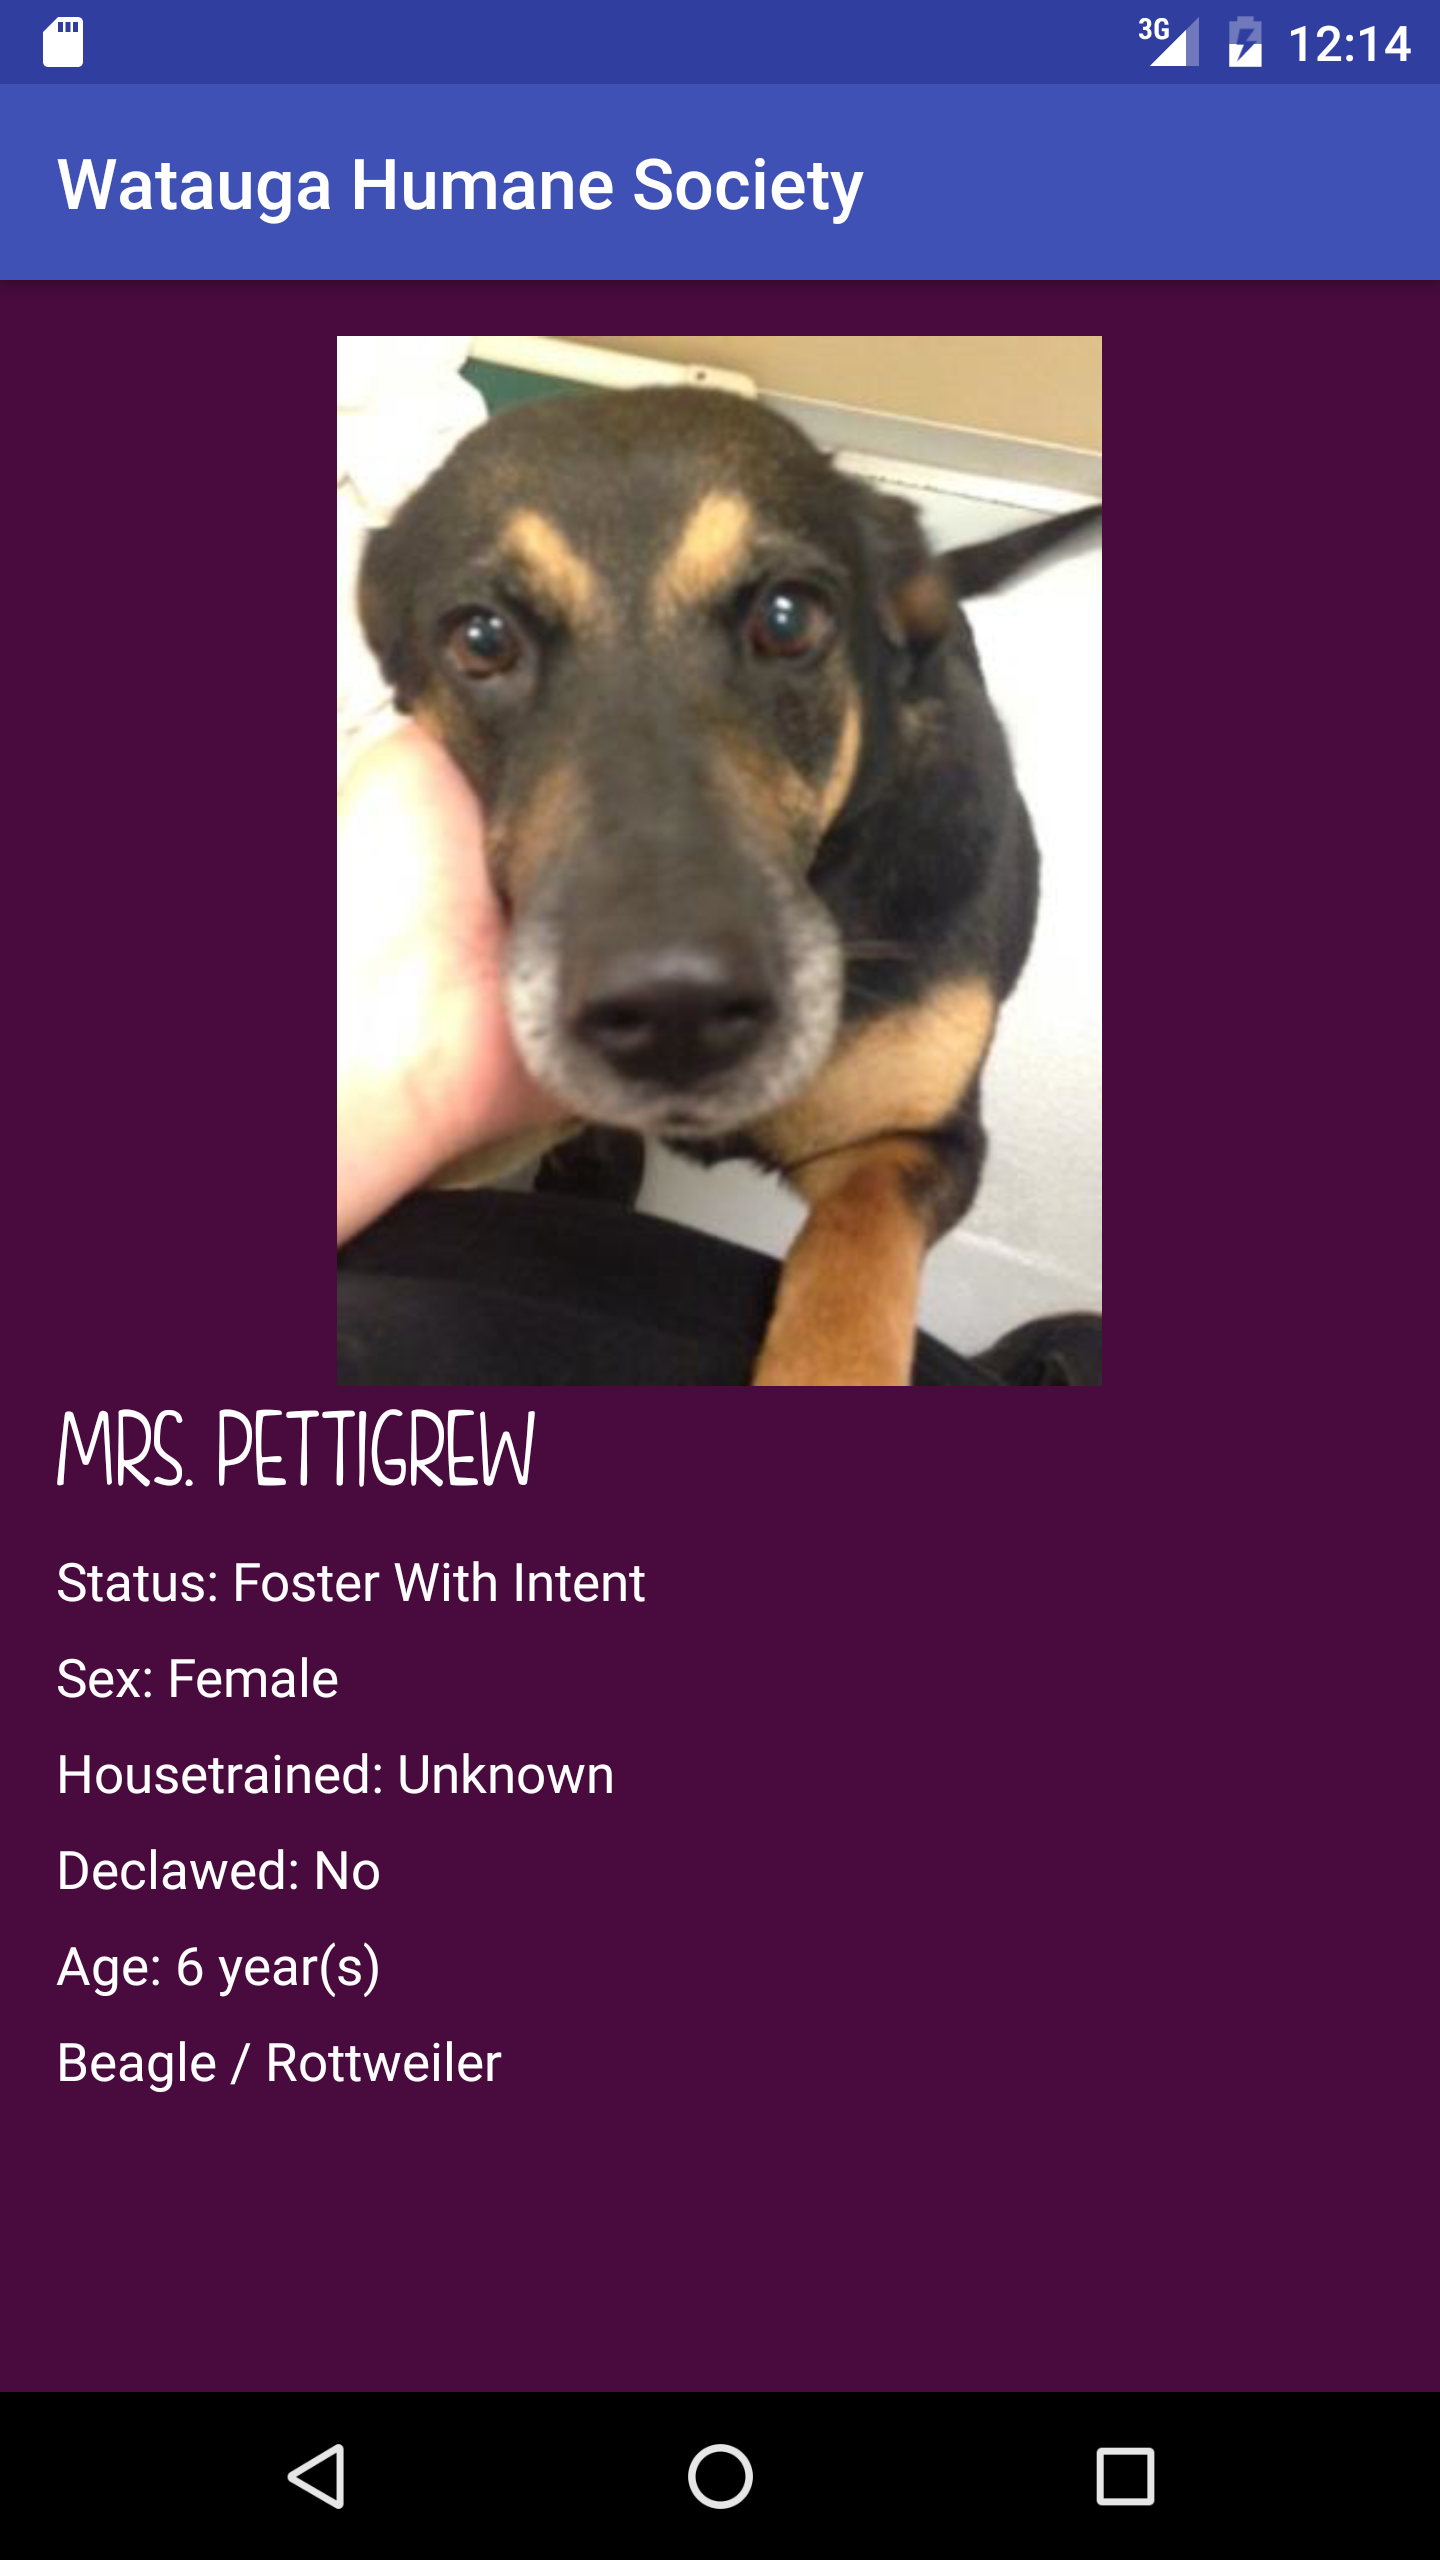 3G 12:14
Watauga Humane Society
MRS. PETTIGREW
Status: Foster With Intent
Sex: Female
Housetrained: Unknown
Declawed: No
Age: 6 year(s)
Beagle / Rottweiler